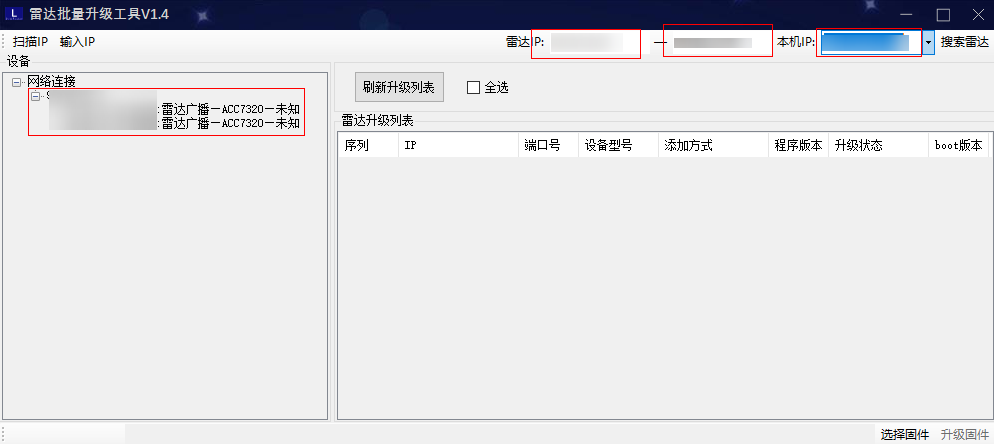 L 雷达批量升级工具V1.4
扫描IP 输入IP 雷达IP: — 本机IP: 搜索雷达
设备
网络连接
:雷达广播—ACC7320—未知
:雷达广播—ACC7320—未知
刷新升级列表 全选
雷达升级列表
序列 IP 端口号 设备型号 添加方式 程序版本 升级状态 boot版本
选择固件 升级固件